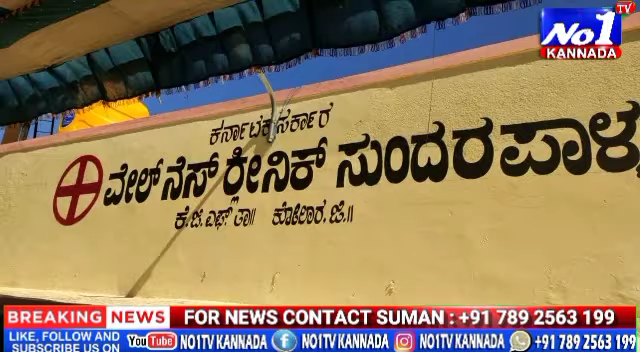 No1 TV
KANNADA
ಕರ್ನಾಟಕ ಸರ್ಕಾರ
ವೇಲ್ ನೆಸ್ ಕ್ಲೀನಿಕ್ ಸುಂದರಪಾಳ್ಯ
ಕೆ.ಜಿ.ಎಫ್ ತಾ॥ ಕೋಲಾರ. ಜಿ.॥
BREAKING NEWS FOR NEWS CONTACT SUMAN : +91 789 2563 199
LIKE, FOLLOW AND SUBSCRIBE US ON YouTube NO1TV KANNADA NO1TV KANNADA NO1TV KANNADA +91 789 2563 199